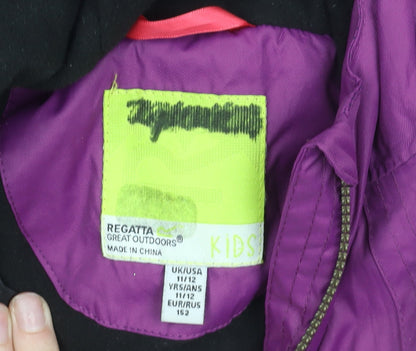 REGATTA
GREAT OUTDOORS®
MADE IN CHINA
KIDS
UK/USA
11/12
YRS/ANS
11/12
EUR/RUS
152